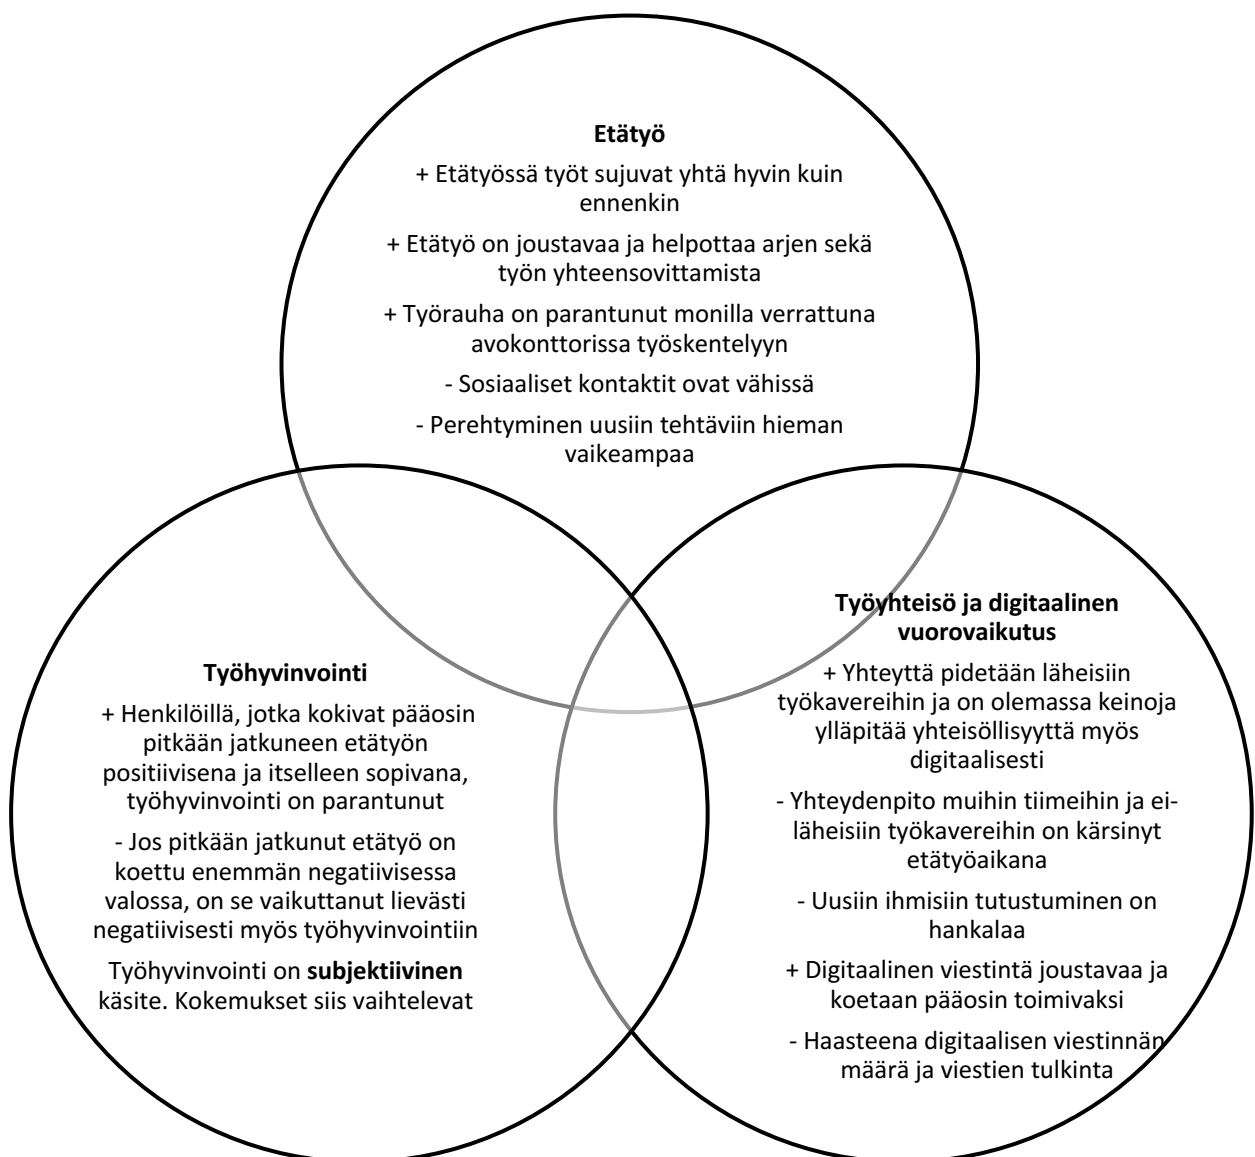 Etätyö
+ Etätyössä työt sujuvat yhtä hyvin kuin
ennenkin
+ Etätyö on joustavaa ja helpottaa arjen sekä
työn yhteensovittamista
+ Työrauha on parantunut monilla verrattuna
avokonttorissa työskentelyyn
- Sosiaaliset kontaktit ovat vähissä
- Perehtyminen uusiin tehtäviin hieman
vaikeampaa
Työhyvinvointi
+ Henkilöillä, jotka kokivat pääosin
pitkään jatkuneen etätyön
positiivisena ja itselleen sopivana,
työhyvinvointi on parantunut
- Jos pitkään jatkunut etätyö on
koettu enemmän negatiivisessa
valossa, on se vaikuttanut lievästi
negatiivisesti myös työhyvinvointiin
Työhyvinvointi on subjektiivinen
käsite. Kokemukset siis vaihtelevat
Työyhteisö ja digitaalinen
vuorovaikutus
+ Yhteyttä pidetään läheisiin
työkavereihin ja on olemassa keinoja
ylläpitää yhteisöllisyyttä myös
digitaalisesti
- Yhteydenpito muihin tiimeihin ja ei-
läheisiin työkavereihin on kärsinyt
etätyöaikana
- Uusiin ihmisiin tutustuminen on
hankalaa
+ Digitaalinen viestintä joustavaa ja
koetaan pääosin toimivaksi
- Haasteena digitaalisen viestinnän
määrä ja viestien tulkinta